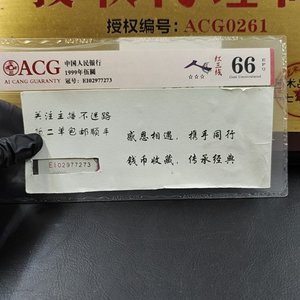 授权编号：ACG0261
ACG
AI CANG GUARANTY
中国人民银行
1999年伍圆
冠号：E102977273
红三线
66
Gem Uncirculated
关注主播不迷路
近二单包邮顺丰
感恩相遇，携手同行
钱币收藏，传承经典
E102977273